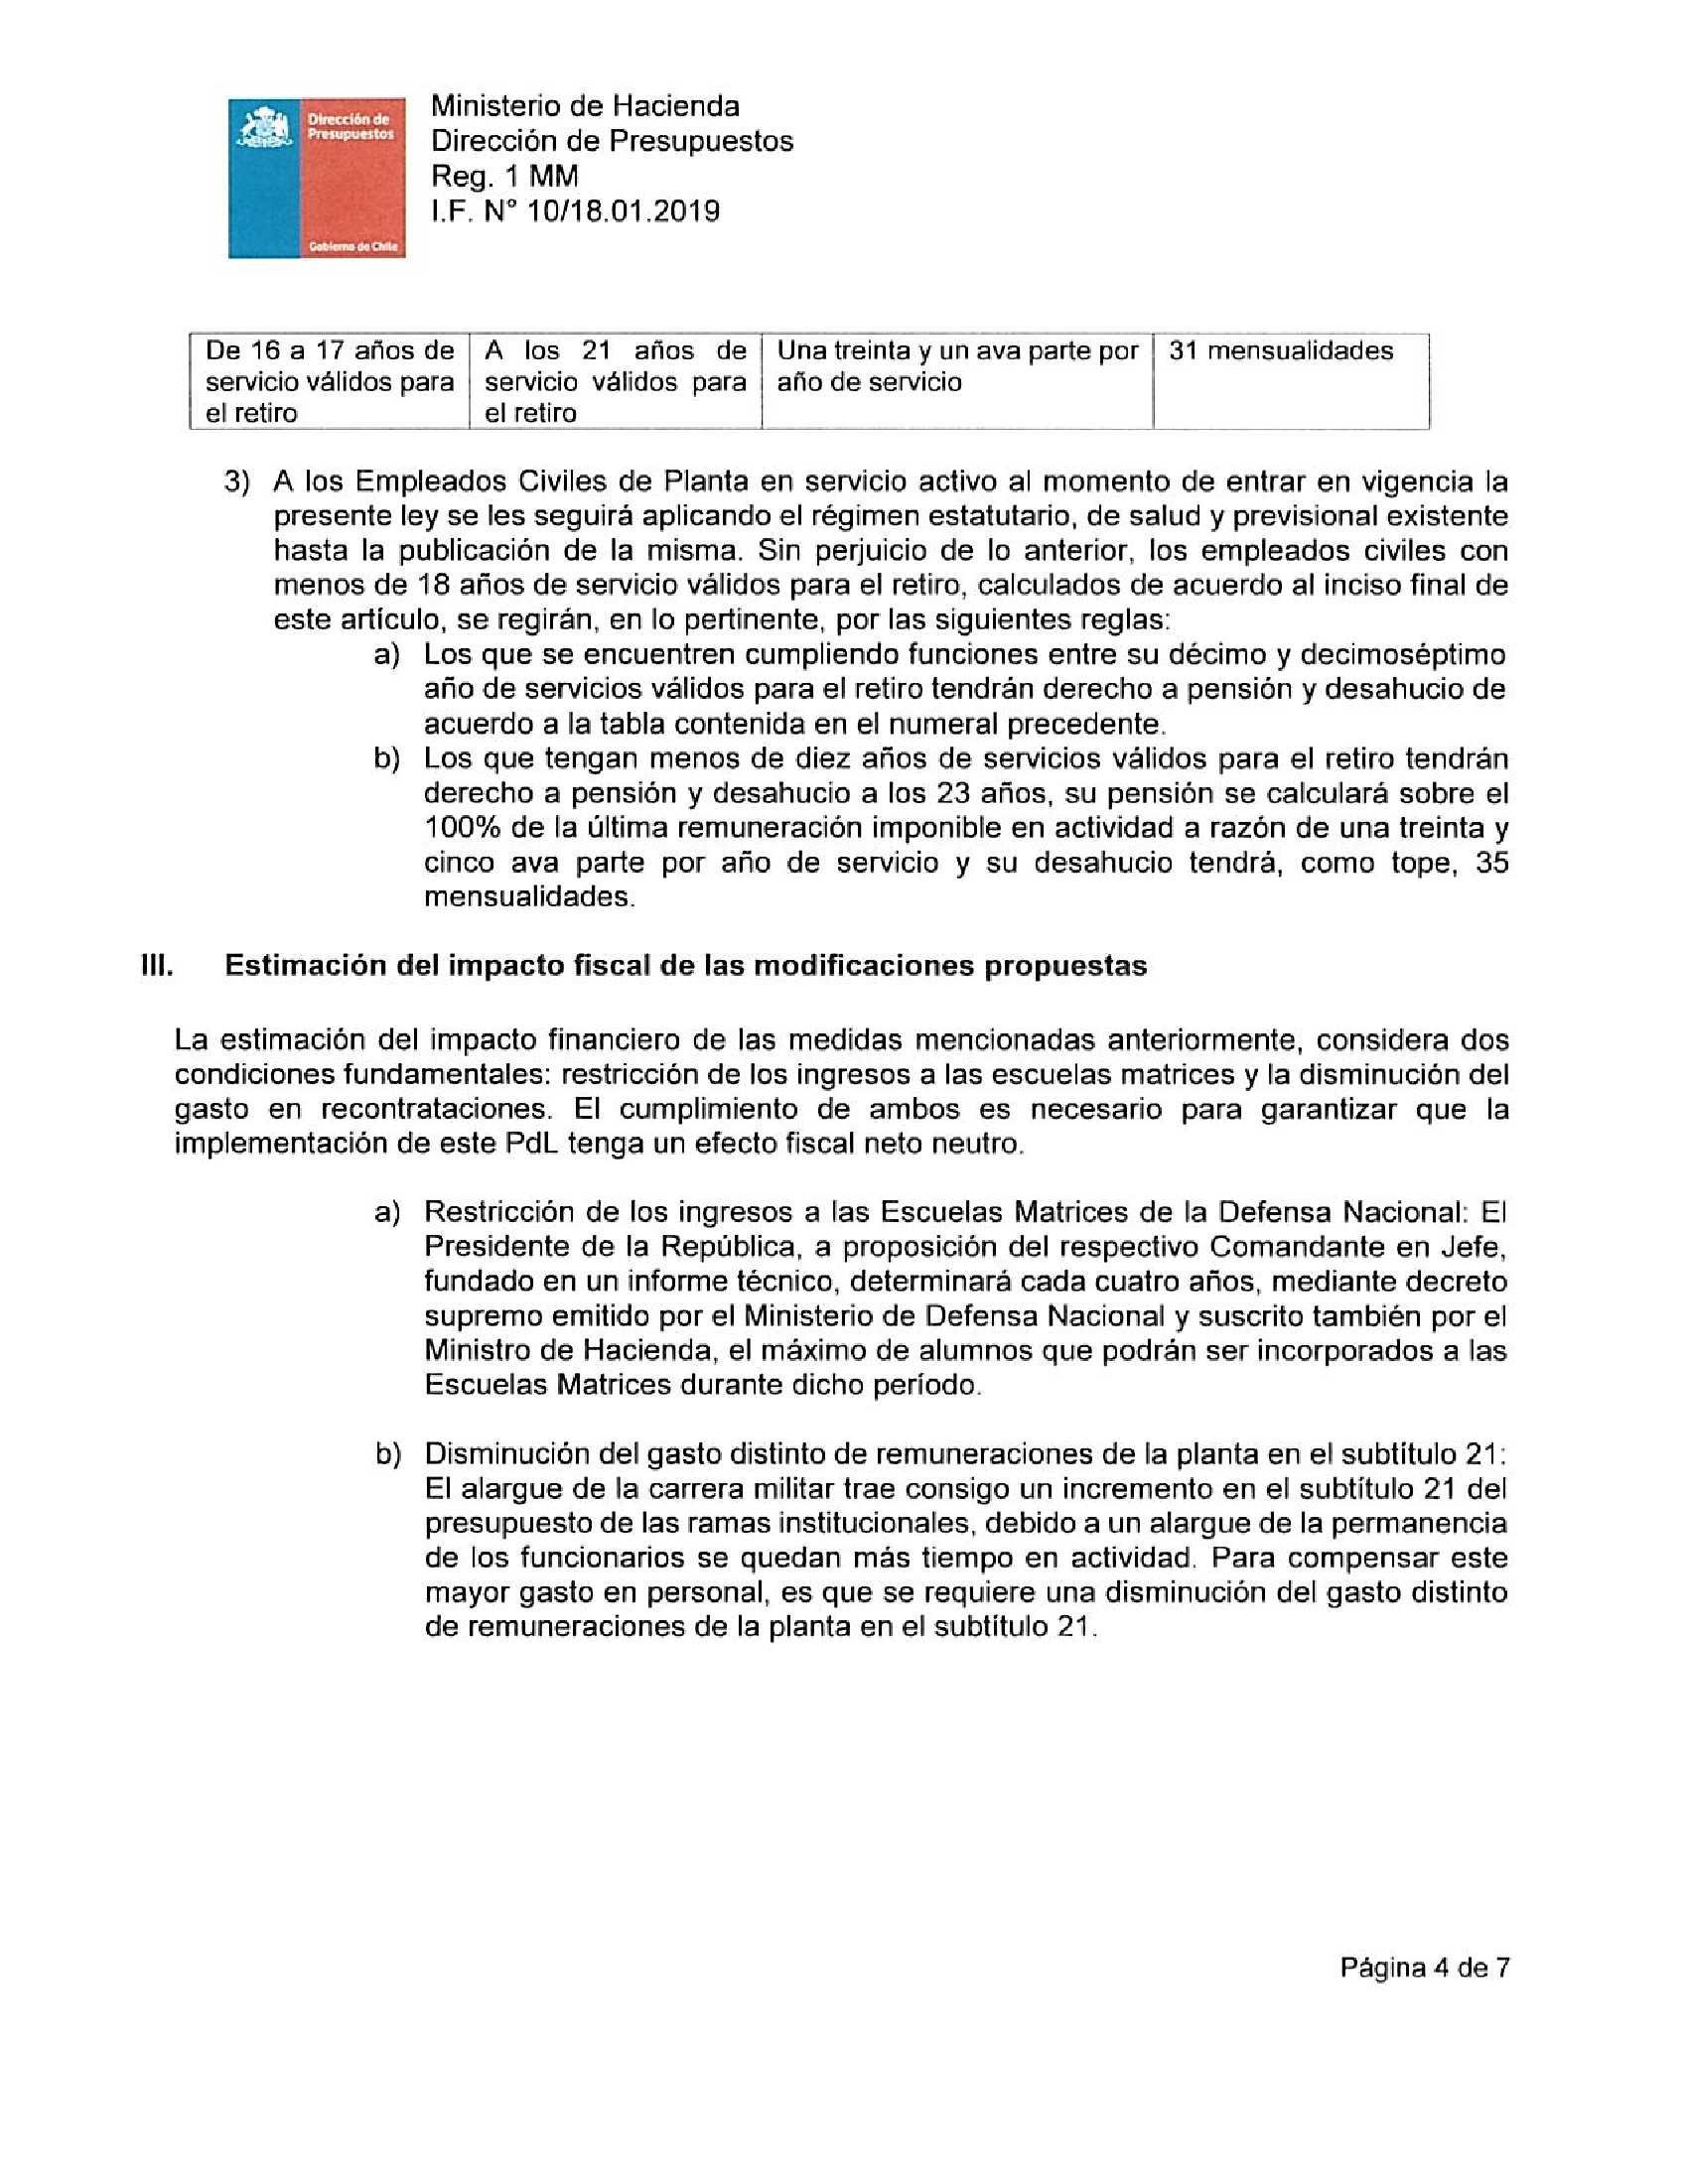 Dirección de
Presupuestos
Gobierno de Chile
Ministerio de Hacienda
Dirección de Presupuestos
Reg. 1 MM
I.F. N° 10/18.01.2019
De 16 a 17 años de
servicio válidos para
el retiro
A los 21 años de
servicio válidos para
el retiro
Una treinta y un ava parte por
año de servicio
31 mensualidades
3) A los Empleados Civiles de Planta en servicio activo al momento de entrar en vigencia la
presente ley se les seguirá aplicando el régimen estatutario, de salud y previsional existente
hasta la publicación de la misma. Sin perjuicio de lo anterior, los empleados civiles con
menos de 18 años de servicio válidos para el retiro, calculados de acuerdo al inciso final de
este artículo, se regirán, en lo pertinente, por las siguientes reglas:
a) Los que se encuentren cumpliendo funciones entre su décimo y decimoséptimo
año de servicios válidos para el retiro tendrán derecho a pensión y desahucio de
acuerdo a la tabla contenida en el numeral precedente.
b) Los que tengan menos de diez años de servicios válidos para el retiro tendrán
derecho a pensión y desahucio a los 23 años, su pensión se calculará sobre el
100% de la última remuneración imponible en actividad a razón de una treinta y
cinco ava parte por año de servicio y su desahucio tendrá, como tope, 35
mensualidades.
III. Estimación del impacto fiscal de las modificaciones propuestas
La estimación del impacto financiero de las medidas mencionadas anteriormente, considera dos
condiciones fundamentales: restricción de los ingresos a las escuelas matrices y la disminución del
gasto en recontrataciones. El cumplimiento de ambos es necesario para garantizar que la
implementación de este PdL tenga un efecto fiscal neto neutro.
a) Restricción de los ingresos a las Escuelas Matrices de la Defensa Nacional: El
Presidente de la República, a proposición del respectivo Comandante en Jefe,
fundado en un informe técnico, determinará cada cuatro años, mediante decreto
supremo emitido por el Ministerio de Defensa Nacional y suscrito también por el
Ministro de Hacienda, el máximo de alumnos que podrán ser incorporados a las
Escuelas Matrices durante dicho período.
b) Disminución del gasto distinto de remuneraciones de la planta en el subtítulo 21:
El alargue de la carrera militar trae consigo un incremento en el subtítulo 21 del
presupuesto de las ramas institucionales, debido a un alargue de la permanencia
de los funcionarios se quedan más tiempo en actividad. Para compensar este
mayor gasto en personal, es que se requiere una disminución del gasto distinto
de remuneraciones de la planta en el subtítulo 21.
Página 4 de 7